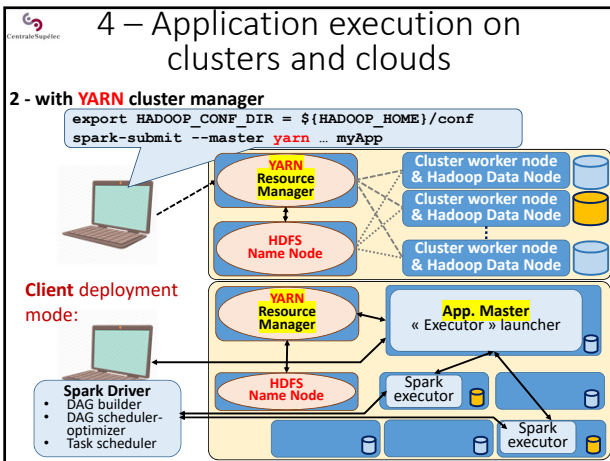 CentraleSupélec
4 – Application execution on
clusters and clouds
2 - with YARN cluster manager
export HADOOP_CONF_DIR = ${HADOOP_HOME}/conf
spark-submit --master yarn … myApp
YARN
Resource
Manager
HDFS
Name Node
Cluster worker node
& Hadoop Data Node
Cluster worker node
& Hadoop Data Node
Cluster worker node
& Hadoop Data Node
Client deployment
mode:
YARN
Resource
Manager
App. Master
« Executor » launcher
HDFS
Name Node
Spark
executor
Spark
executor
Spark Driver
• DAG builder
• DAG scheduler-
optimizer
• Task scheduler